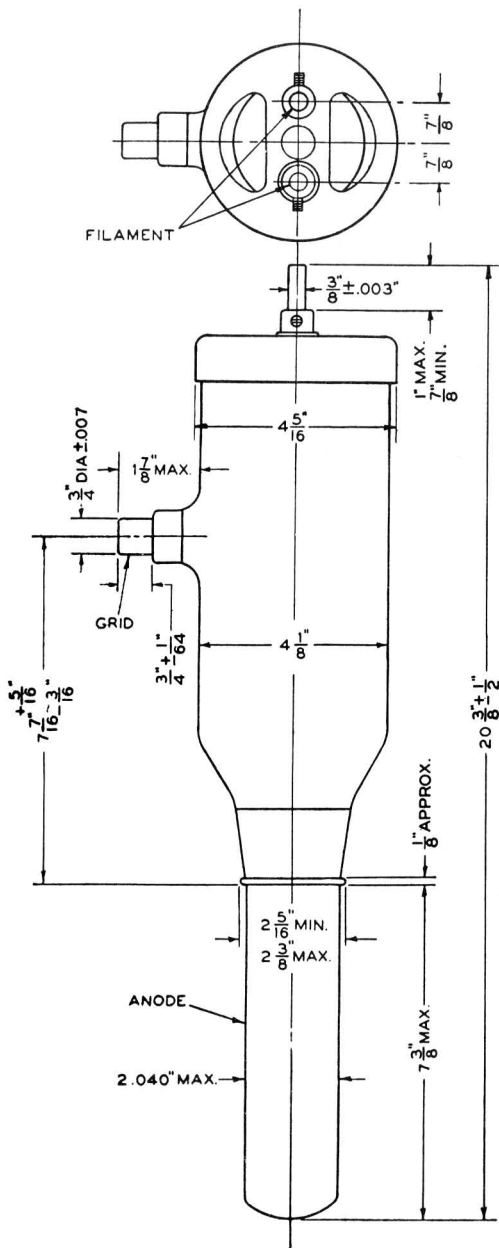 7"/8
7"/8
FILAMENT
3"/8 ±.003"
1" MAX.
7"/8 MIN.
4 5"/16
3"/4 DIA ±.007
1 7"/8 MAX.
GRID
3"/4 ± 1"/64
4 1"/8
7 7"/16 +5"/16 -3"/16
20 3"/8 ± 1"/2
1"/8 APPROX.
2 5"/16 MIN.
2 3"/8 MAX.
ANODE
7 3"/8 MAX.
2.040" MAX.